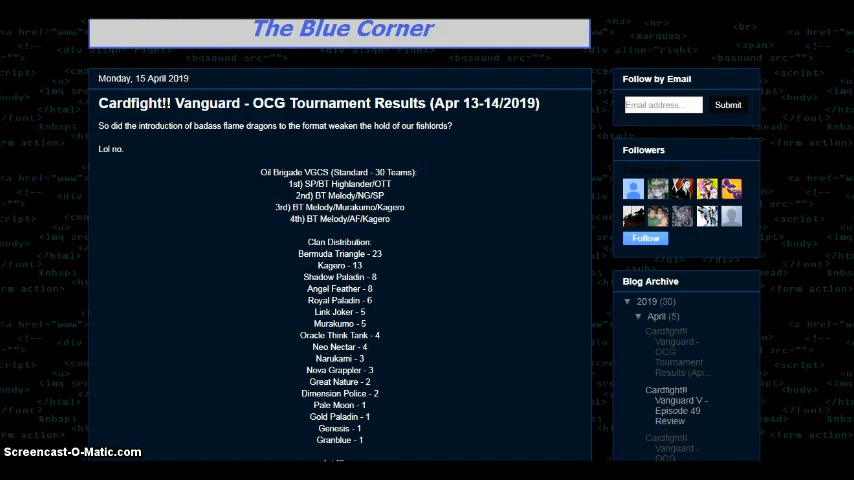 The Blue Corner
Monday, 15 April 2019
Cardfight!! Vanguard - OCG Tournament Results (Apr 13-14/2019)
So did the introduction of badass flame dragons to the format weaken the hold of our fishlords?
Lol no.
Oil Brigade VGCS (Standard - 30 Teams):
1st) SP/BT Highlander/OTT
2nd) BT Melody/NG/SP
3rd) BT Melody/Murakumo/Kagero
4th) BT Melody/AF/Kagero
Clan Distribution:
Bermuda Triangle - 23
Kagero - 13
Shadow Paladin - 8
Angel Feather - 8
Royal Paladin - 6
Link Joker - 5
Murakumo - 5
Oracle Think Tank - 4
Neo Nectar - 4
Narukami - 3
Nova Grappler - 3
Great Nature - 2
Dimension Police - 2
Pale Moon - 1
Gold Paladin - 1
Genesis - 1
Granblue - 1
Follow by Email
Email address...
Submit
Followers
Follow
Blog Archive
▼ 2019 (30)
▼ April (5)
Cardfight!!
Vanguard -
OCG
Tournament
Results (Apr...
Cardfight!!
Vanguard V -
Episode 49
Review
Cardfight!!
Vanguard -
OCG
Screencast-O-Matic.com